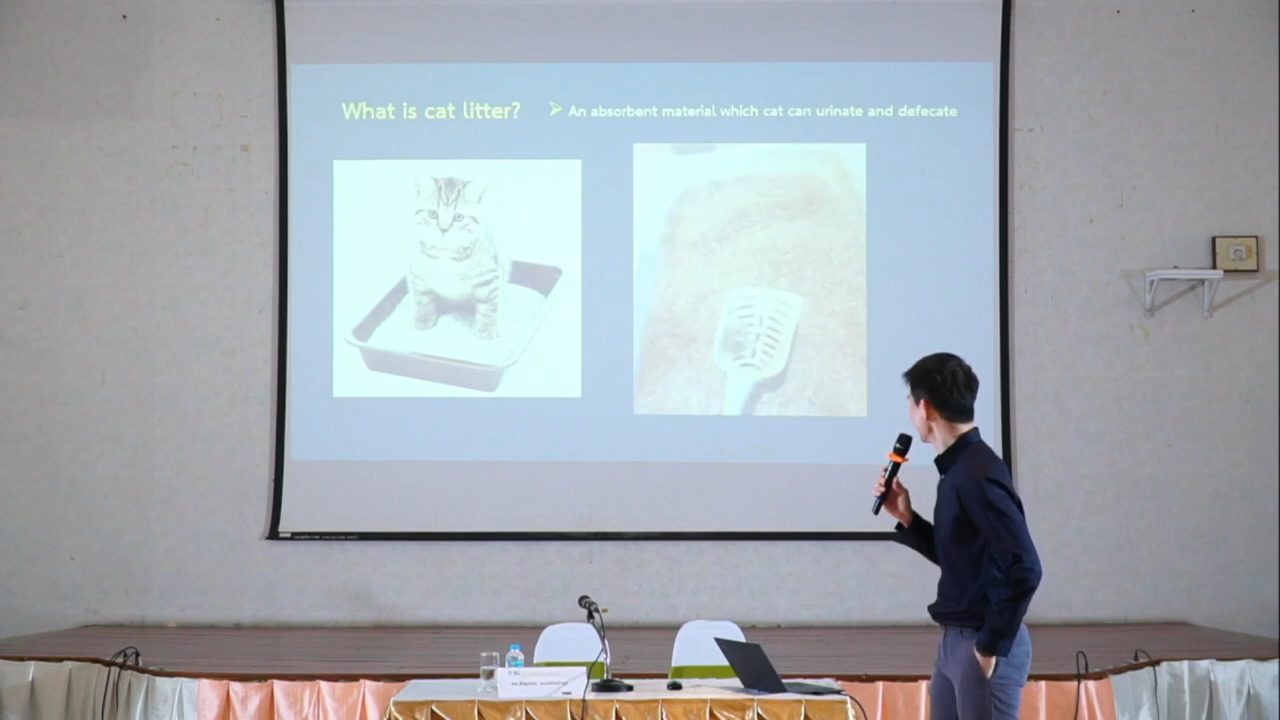 What is cat litter?
➢ An absorbent material which cat can urinate and defecate